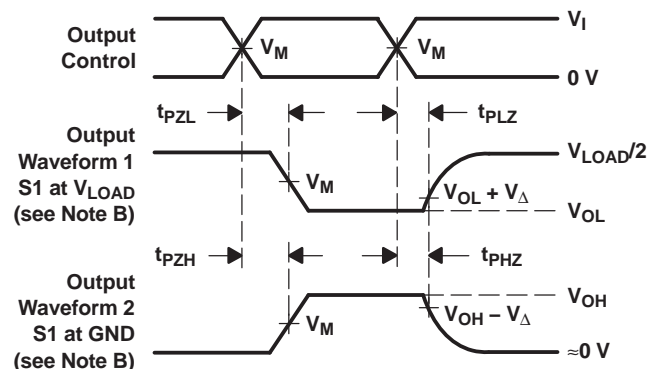 Output
Control
V_M
V_M
V_I
0 V
t_PZL
t_PLZ
Output
Waveform 1
S1 at V_LOAD
(see Note B)
V_M
V_LOAD/2
V_OL + V_Δ
V_OL
t_PZH
t_PHZ
Output
Waveform 2
S1 at GND
(see Note B)
V_M
V_OH
V_OH – V_Δ
≈0 V